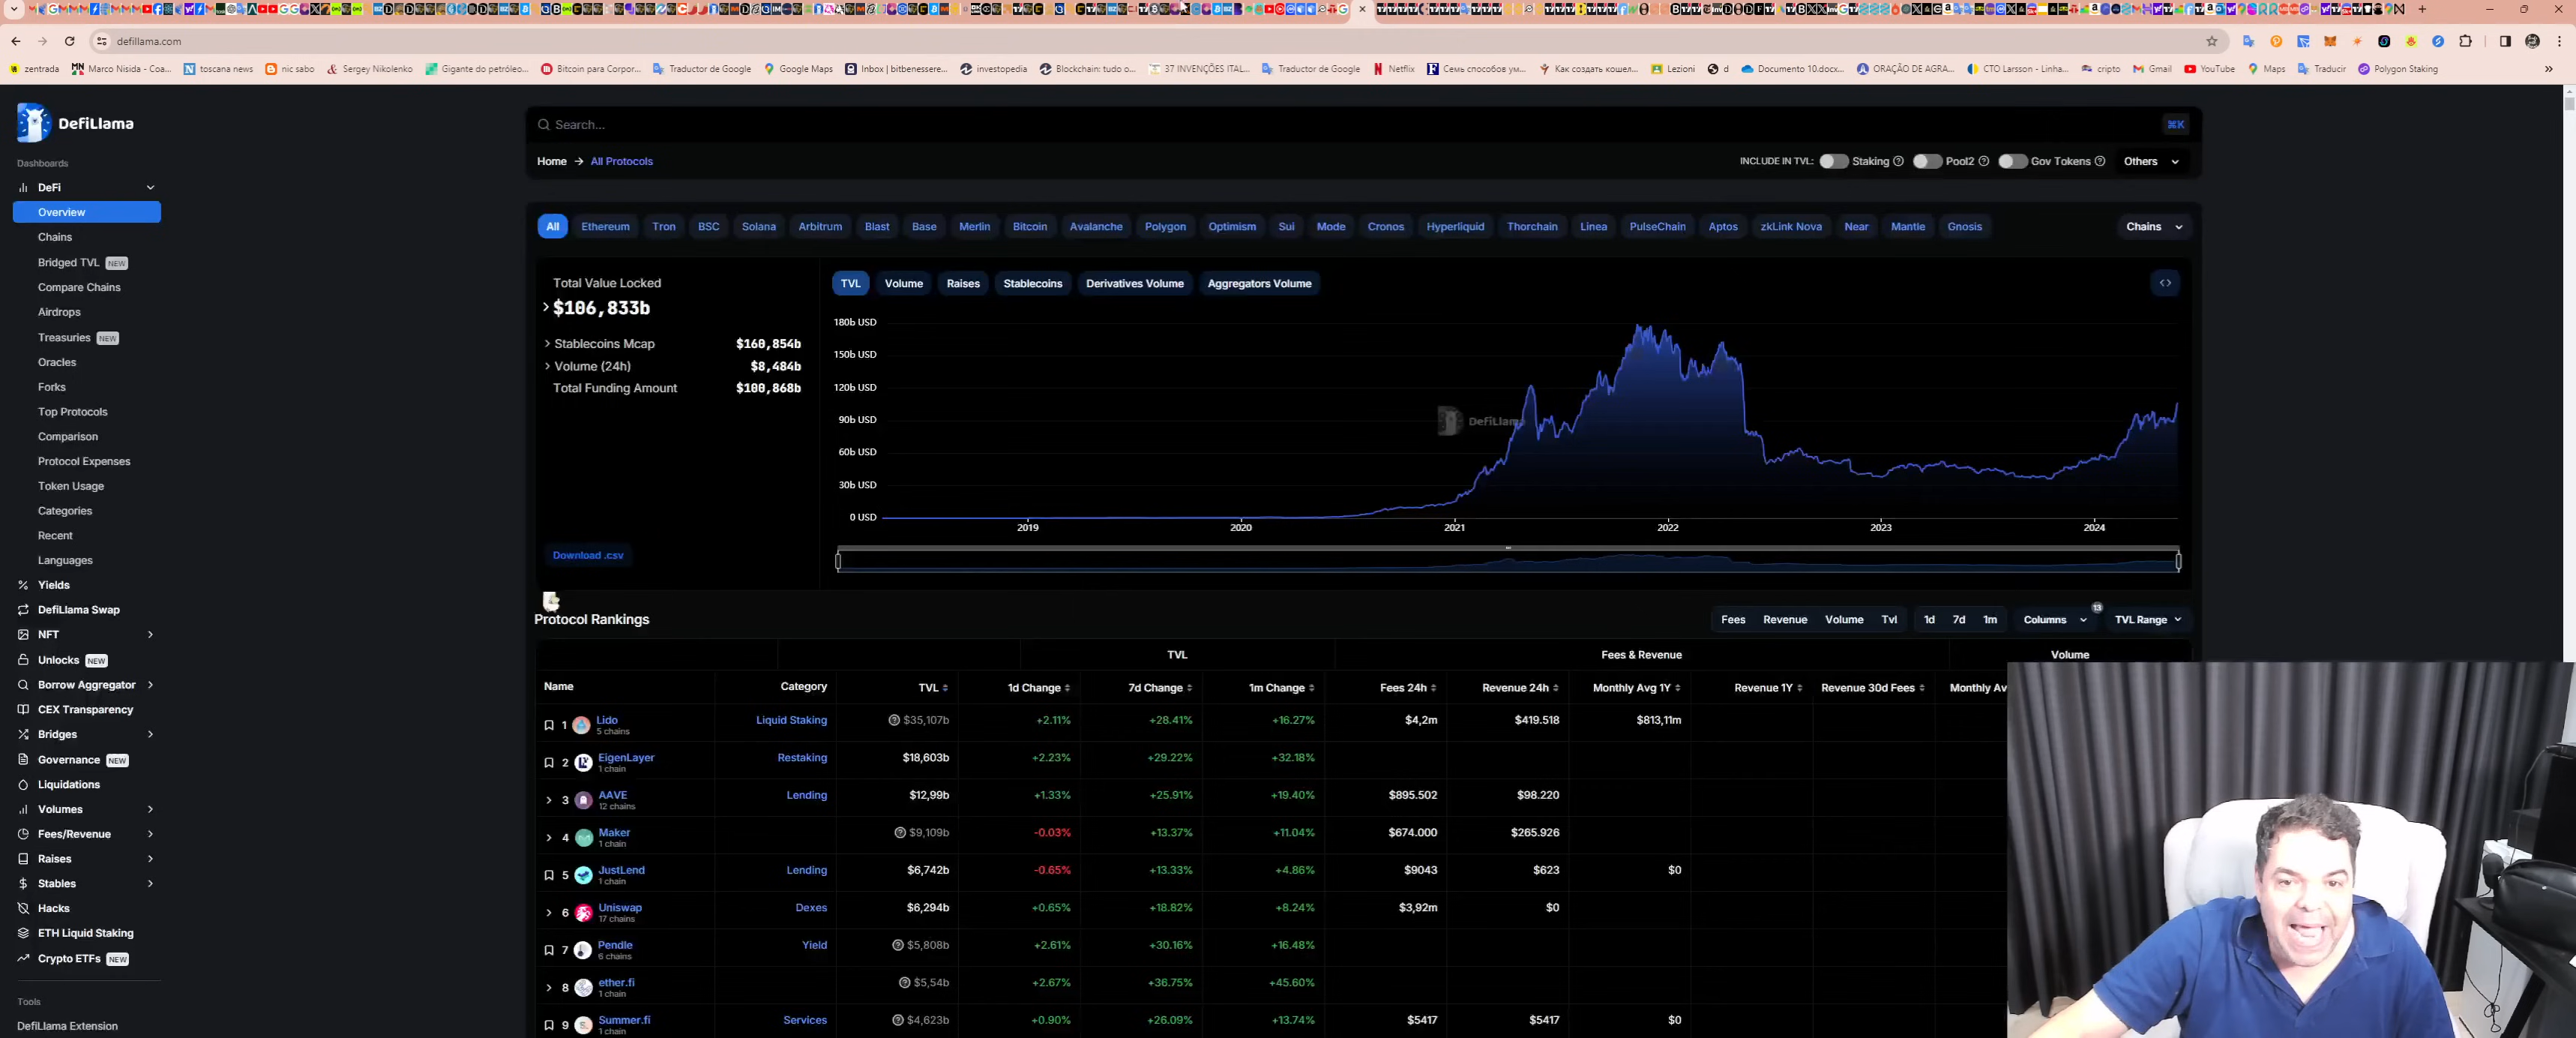 defillama.com
zentrada
Marco Nisida - Coa...
toscana news
nic sabo
Sergey Nikolenko
Gigante do petróleo...
Bitcoin para Corpor...
Traductor de Google
Google Maps
Inbox | bitbenessere...
investopedia
Blockchain: tudo o...
37 INVENÇÕES ITAL...
Traductor de Google
Netflix
Семь способов ум...
Как создать кошел...
Lezioni
d
Documento 10.docx...
ORAÇÃO DE AGRA...
CTO Larsson - Linha...
cripto
Gmail
YouTube
Maps
Traducir
Polygon Staking
DefiLlama
Dashboards
DeFi
Overview
Chains
Bridged TVL NEW
Compare Chains
Airdrops
Treasuries NEW
Oracles
Forks
Top Protocols
Comparison
Protocol Expenses
Token Usage
Categories
Recent
Languages
Yields
DefiLlama Swap
NFT
Unlocks NEW
Borrow Aggregator
CEX Transparency
Bridges
Governance NEW
Liquidations
Volumes
Fees/Revenue
Raises
Stables
Hacks
ETH Liquid Staking
Crypto ETFs NEW
Tools
DefiLlama Extension
Search... ⌘K
Home → All Protocols
INCLUDE IN TVL: Staking Pool2 Gov Tokens Others
All Ethereum Tron BSC Solana Arbitrum Blast Base Merlin Bitcoin Avalanche Polygon Optimism Sui Mode Cronos Hyperliquid Thorchain Linea PulseChain Aptos zkLink Nova Near Mantle Gnosis Chains
Total Value Locked
$106,833b
Stablecoins Mcap $160,854b
Volume (24h) $8,484b
Total Funding Amount $100,868b
Download .csv
TVL Volume Raises Stablecoins Derivatives Volume Aggregators Volume
180b USD
150b USD
120b USD
90b USD
60b USD
30b USD
0 USD
DefiLlama
2019 2020 2021 2022 2023 2024
Protocol Rankings
Fees Revenue Volume Tvl 1d 7d 1m Columns 13 TVL Range
TVL Fees & Revenue Volume
Name Category TVL 1d Change 7d Change 1m Change Fees 24h Revenue 24h Monthly Avg 1Y Revenue 1Y Revenue 30d Fees Monthly Av
1 Lido Liquid Staking $35,107b +2.11% +28.41% +16.27% $4,2m $419.518 $813,11m
5 chains
2 EigenLayer Restaking $18,603b +2.23% +29.22% +32.18%
1 chain
3 AAVE Lending $12,99b +1.33% +25.91% +19.40% $895.502 $98.220
12 chains
4 Maker $9,109b -0.03% +13.37% +11.04% $674.000 $265.926
1 chain
5 JustLend Lending $6,742b -0.65% +13.33% +4.86% $9043 $623 $0
1 chain
6 Uniswap Dexes $6,294b +0.65% +18.82% +8.24% $3,92m $0
17 chains
7 Pendle Yield $5,808b +2.61% +30.16% +16.48%
6 chains
8 ether.fi $5,54b +2.67% +36.75% +45.60%
1 chain
9 Summer.fi Services $4,623b +0.90% +26.09% +13.74% $5417 $5417 $0
1 chain